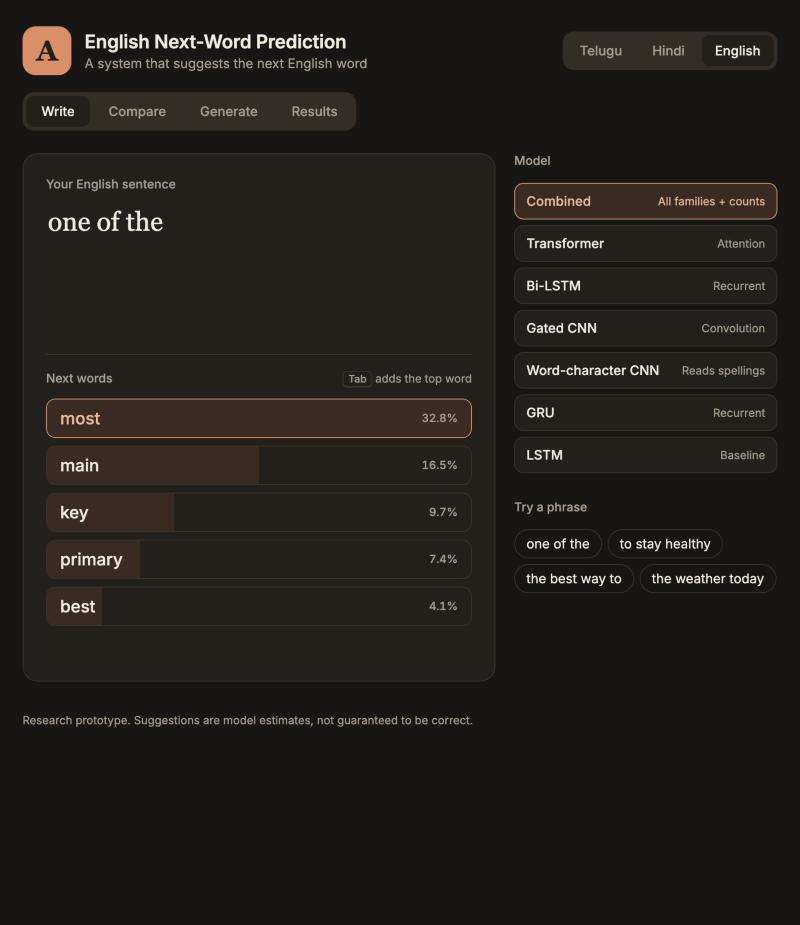 A
English Next-Word Prediction
A system that suggests the next English word
Telugu Hindi English
Write Compare Generate Results
Your English sentence
one of the
Next words
Tab adds the top word
most 32.8%
main 16.5%
key 9.7%
primary 7.4%
best 4.1%
Model
Combined All families + counts
Transformer Attention
Bi-LSTM Recurrent
Gated CNN Convolution
Word-character CNN Reads spellings
GRU Recurrent
LSTM Baseline
Try a phrase
one of the to stay healthy
the best way to the weather today
Research prototype. Suggestions are model estimates, not guaranteed to be correct.